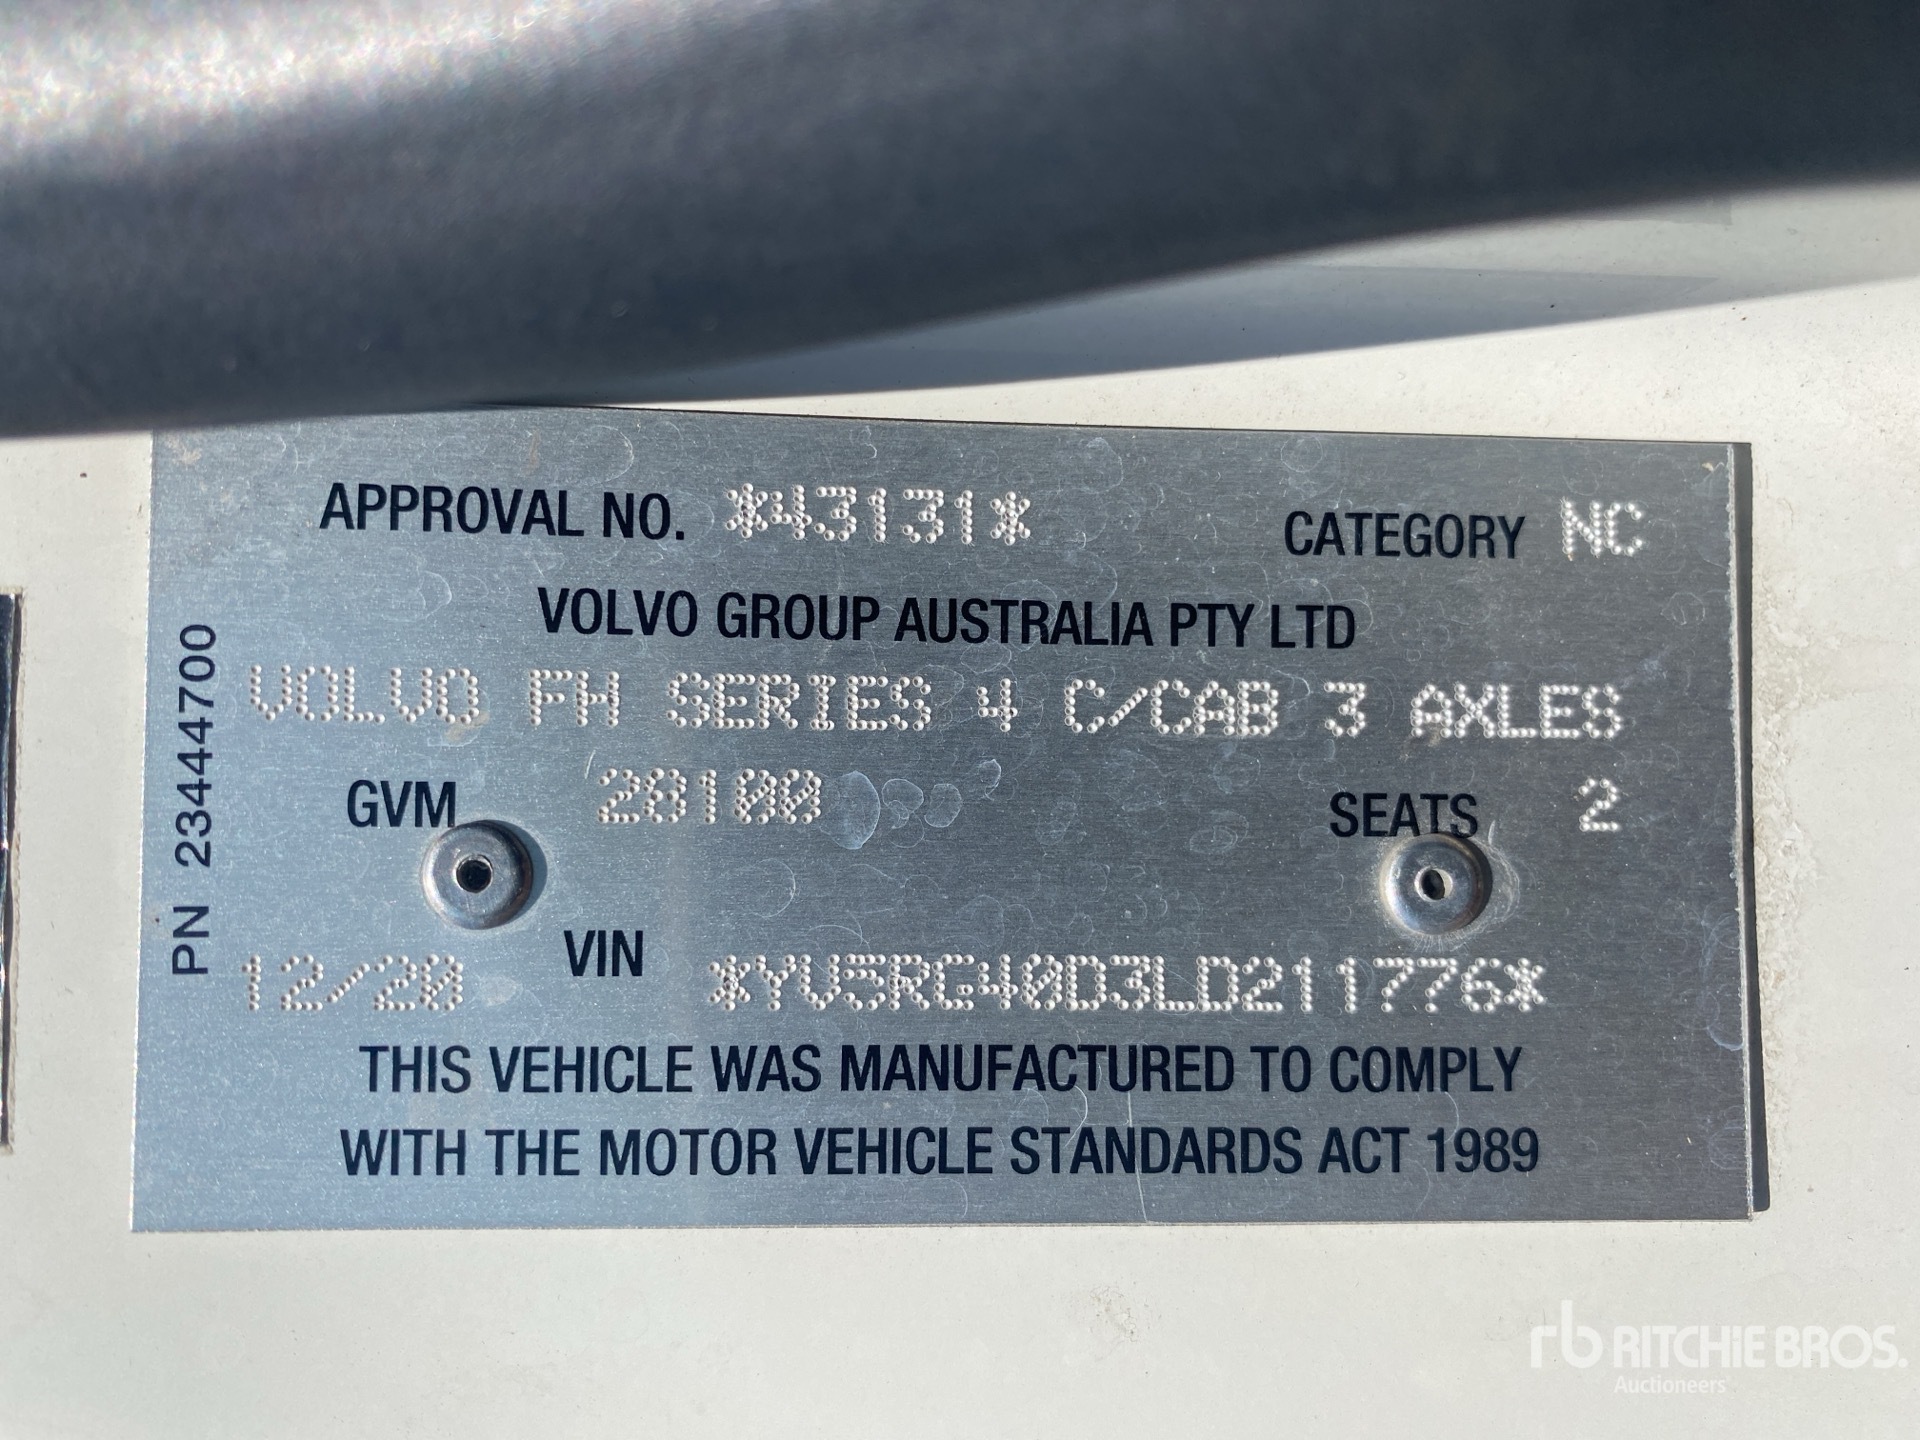 APPROVAL NO. *43131* CATEGORY NC
VOLVO GROUP AUSTRALIA PTY LTD
VOLVO FH SERIES 4 C/CAB 3 AXLES
GVM 28100 SEATS 2
12/20 VIN *YV5RG40D3LD211776*
THIS VEHICLE WAS MANUFACTURED TO COMPLY
WITH THE MOTOR VEHICLE STANDARDS ACT 1989
PN 23444700
rb RITCHIE BROS.
Auctioneers